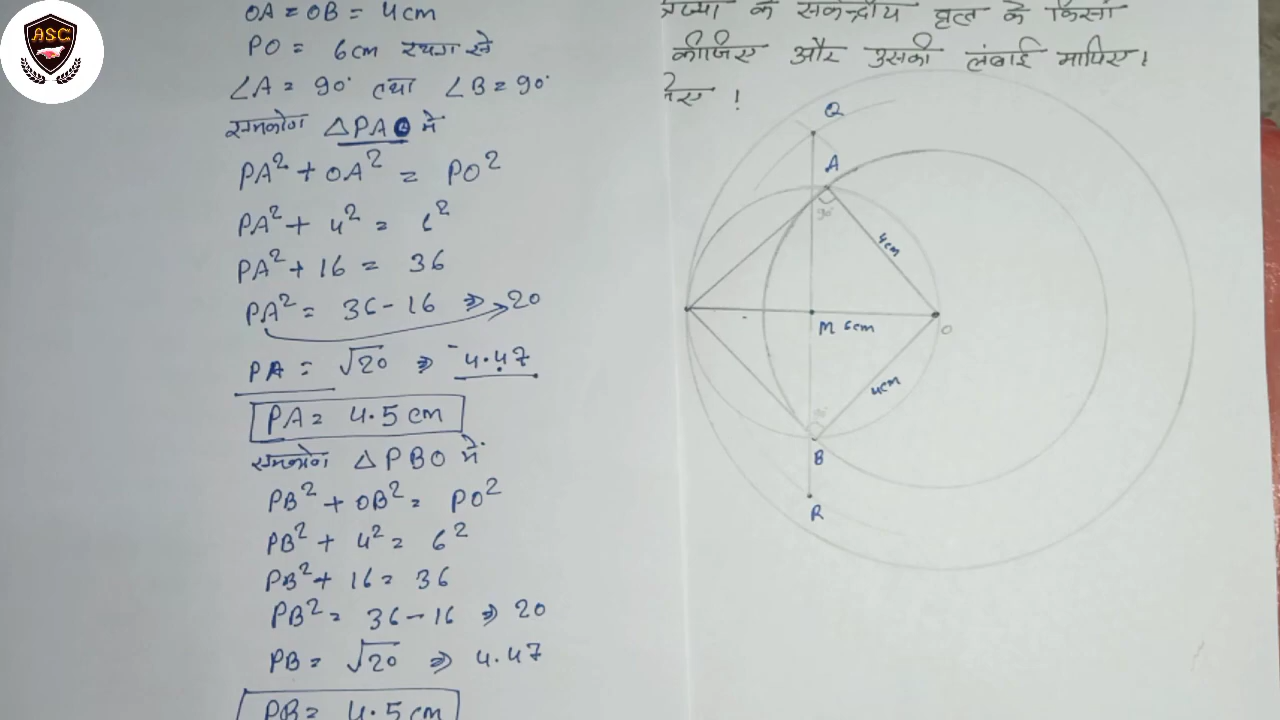 ASC
OA = OB = 4cm
PO = 6cm
∠A = 90° तथा ∠B = 90°
समकोण △PAO में
PA² + OA² = PO²
PA² + 4² = 6²
PA² + 16 = 36
PA² = 36 - 16 ⇒ 20
PA = √20 ⇒ 4.47
PA = 4.5 cm
समकोण △PBO में
PB² + OB² = PO²
PB² + 4² = 6²
PB² + 16 = 36
PB² = 36 - 16 ⇒ 20
PB = √20 ⇒ 4.47
PB = 4.5 cm
के किसी
कीजिए और उसकी लंबाई मापिए।
Q
A
90°
4cm
M 6cm
O
4cm
B
R